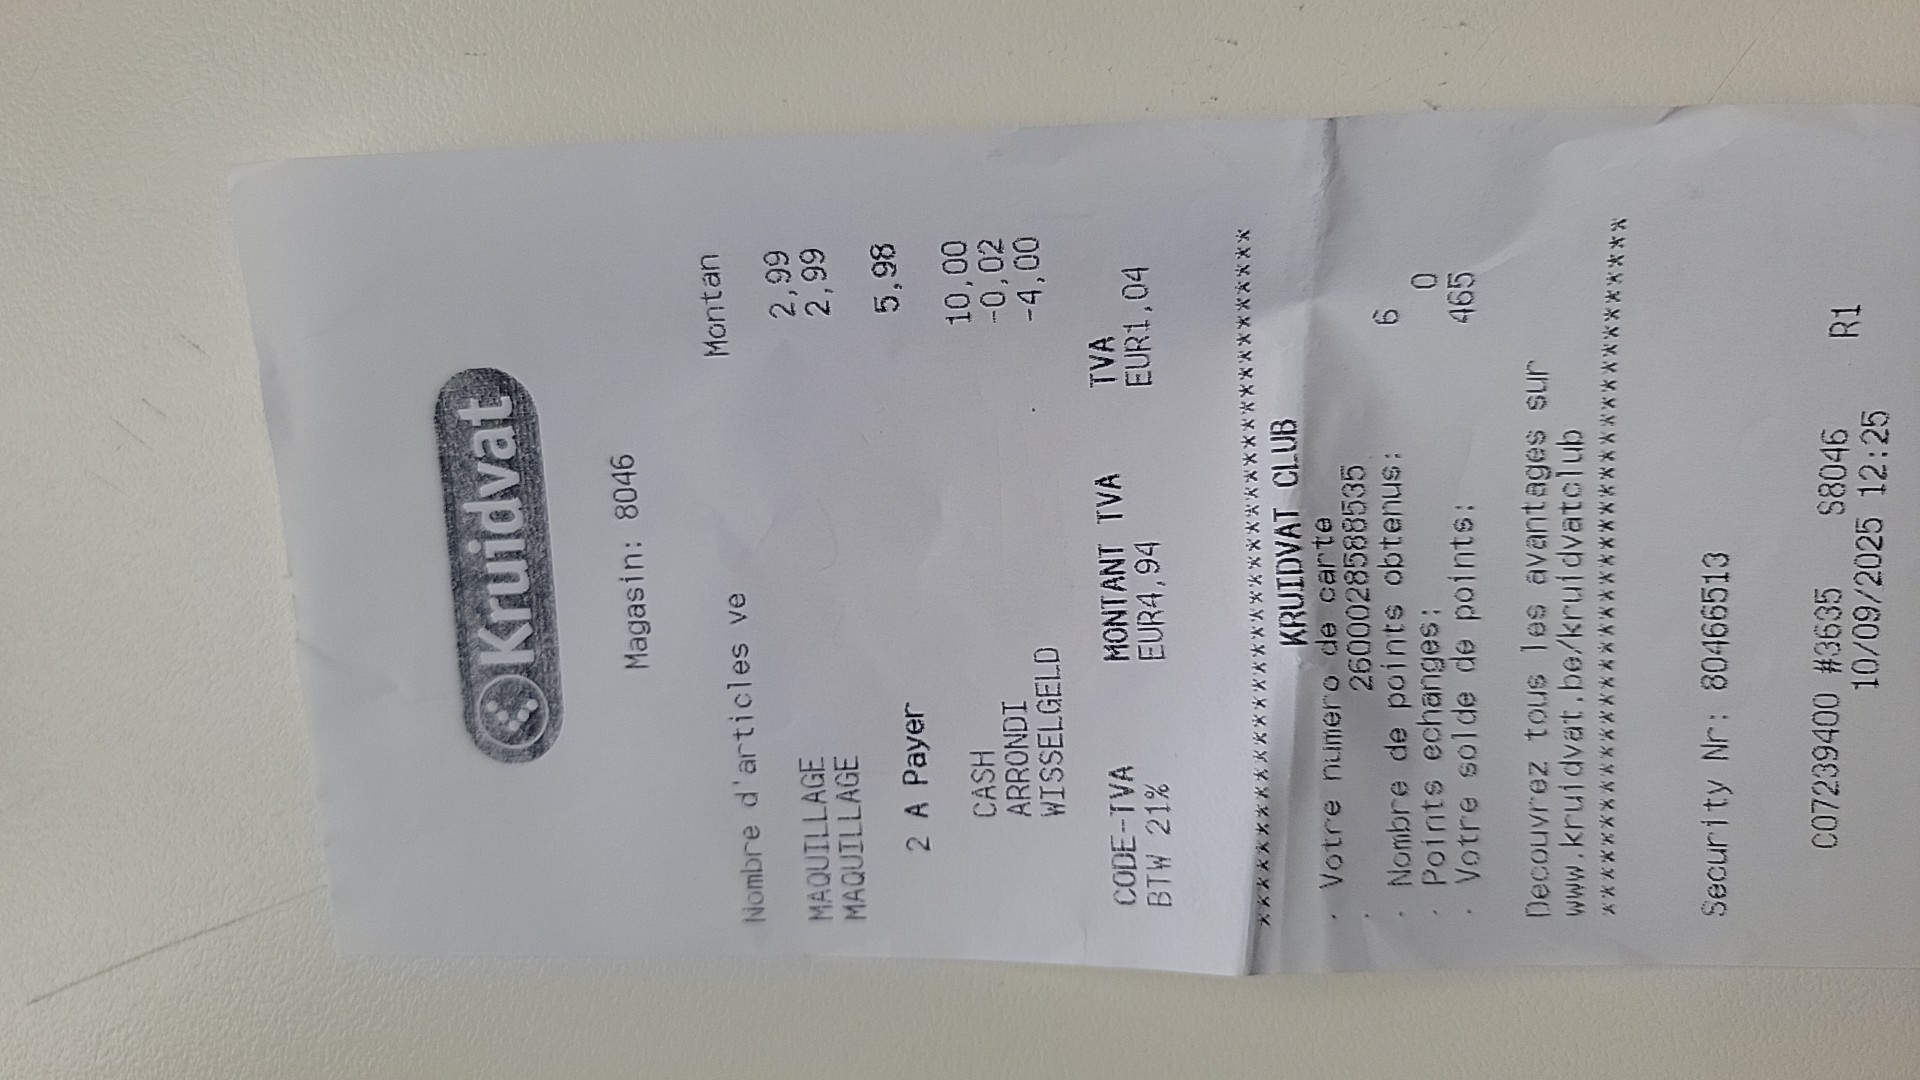 Kruidvat
Magasin: 8046
Montan
Nombre d'articles ve
MAQUILLAGE 2,99
MAQUILLAGE 2,99
2 A Payer 5,98
CASH 10,00
ARRONDI -0,02
WISSELGELD -4,00
CODE-TVA MONTANT TVA TVA
BTW 21% EUR4,94 EUR1,04
******************************************
KRUIDVAT CLUB
. Votre numero de carte
. 2600028588535
. Nombre de points obtenus: 6
. Points echanges: 0
. Votre solde de points: 465
Decouvrez tous les avantages sur
www.kruidvat.be/kruidvatclub
******************************************
Security Nr: 80466513
C07239400 #3635 S8046 R1
10/09/2025 12:25